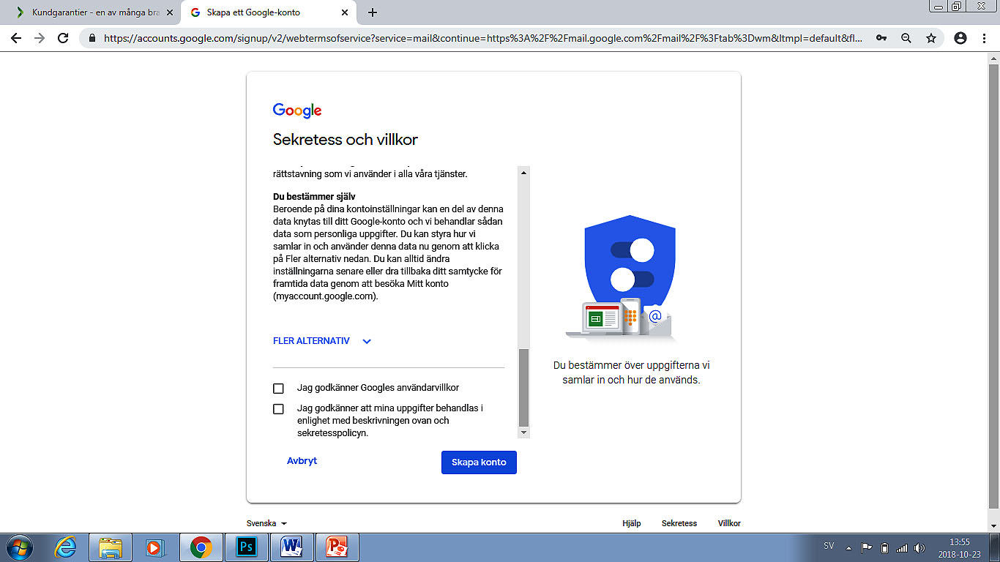 Kundgarantier - en av många bra
Skapa ett Google-konto
https://accounts.google.com/signup/v2/webtermsofservice?service=mail&continue=https%3A%2F%2Fmail.google.com%2Fmail%2F%3Ftab%3Dwm&ltmpl=default&fl...
Google
Sekretess och villkor
rättstavning som vi använder i alla våra tjänster.
Du bestämmer själv
Beroende på dina kontoinställningar kan en del av denna
data knytas till ditt Google-konto och vi behandlar sådan
data som personliga uppgifter. Du kan styra hur vi
samlar in och använder denna data nu genom att klicka
på Fler alternativ nedan. Du kan alltid ändra
inställningarna senare eller dra tillbaka ditt samtycke för
framtida data genom att besöka Mitt konto
(myaccount.google.com).
FLER ALTERNATIV
Jag godkänner Googles användarvillkor
Jag godkänner att mina uppgifter behandlas i
enlighet med beskrivningen ovan och
sekretesspolicyn.
Avbryt
Skapa konto
@
Du bestämmer över uppgifterna vi
samlar in och hur de används.
Svenska
Hjälp
Sekretess
Villkor
Ps
W
P
SV
13:55
2018-10-23